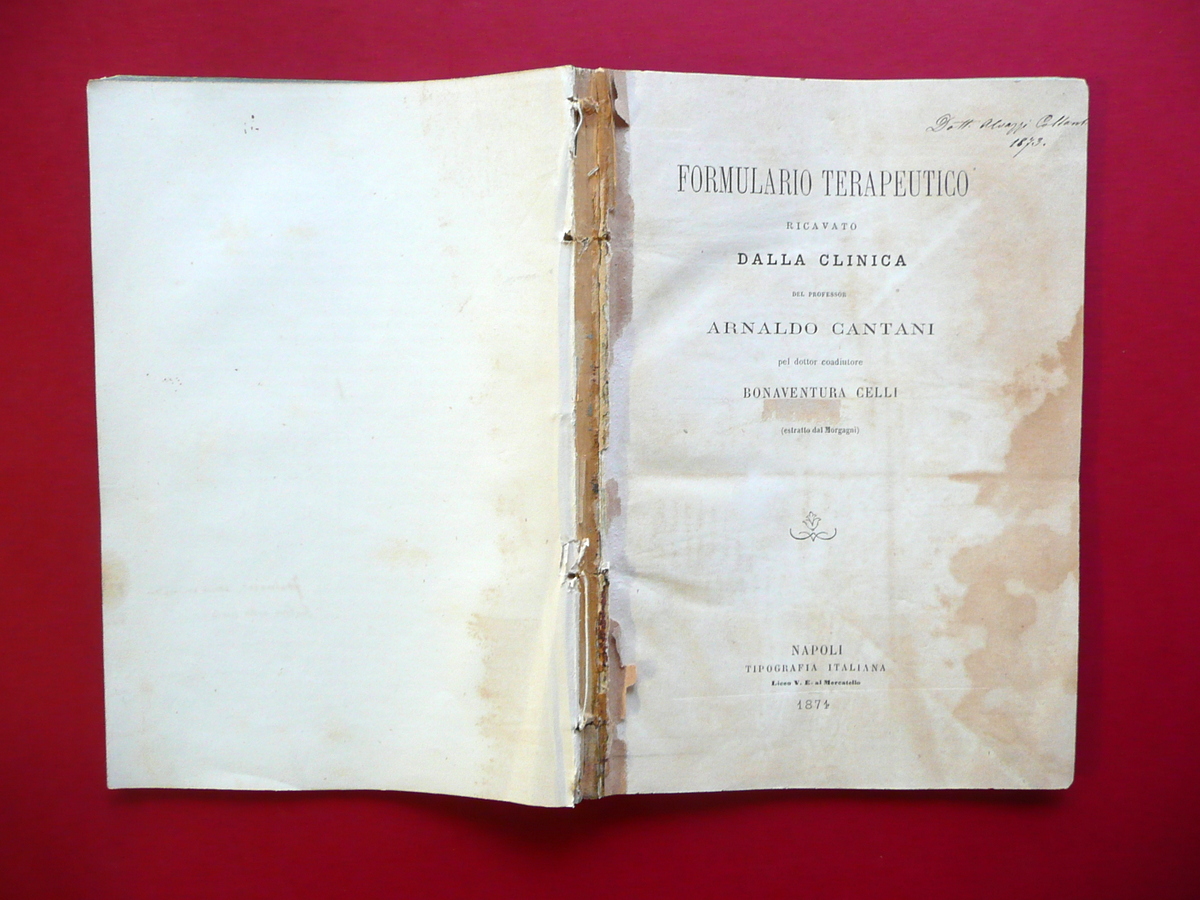 Dott.
1873.
FORMULARIO TERAPEUTICO
RICAVATO
DALLA CLINICA
DEL PROFESSOR
ARNALDO CANTANI
pel dottor coadiutore
BONAVENTURA CELLI
(estratto dal Morgagni)
NAPOLI
TIPOGRAFIA ITALIANA
Liceo V. E. al Mercatello
1874